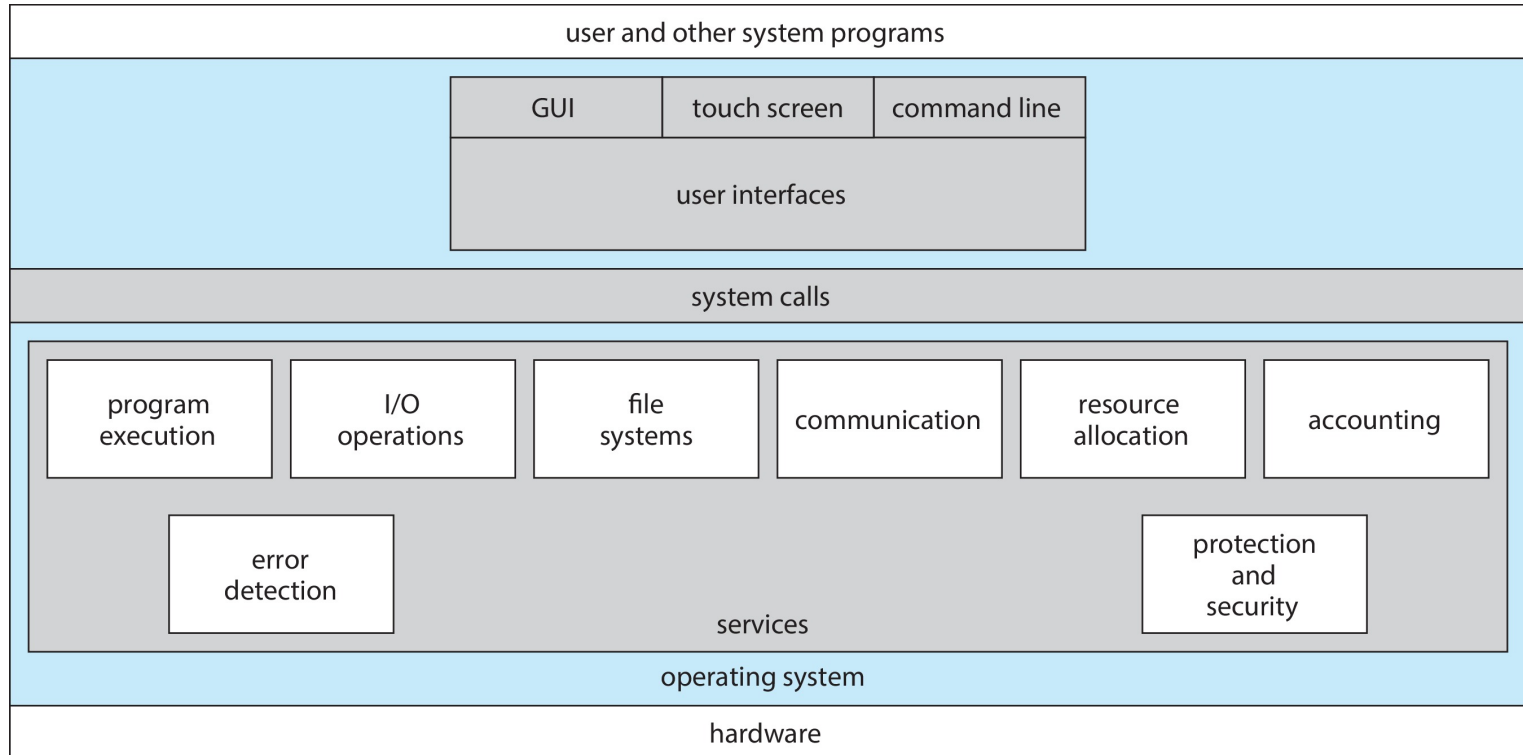 user and other system programs
GUI
touch screen
command line
user interfaces
system calls
program
execution
I/O
operations
file
systems
communication
resource
allocation
accounting
error
detection
protection
and
security
services
operating system
hardware